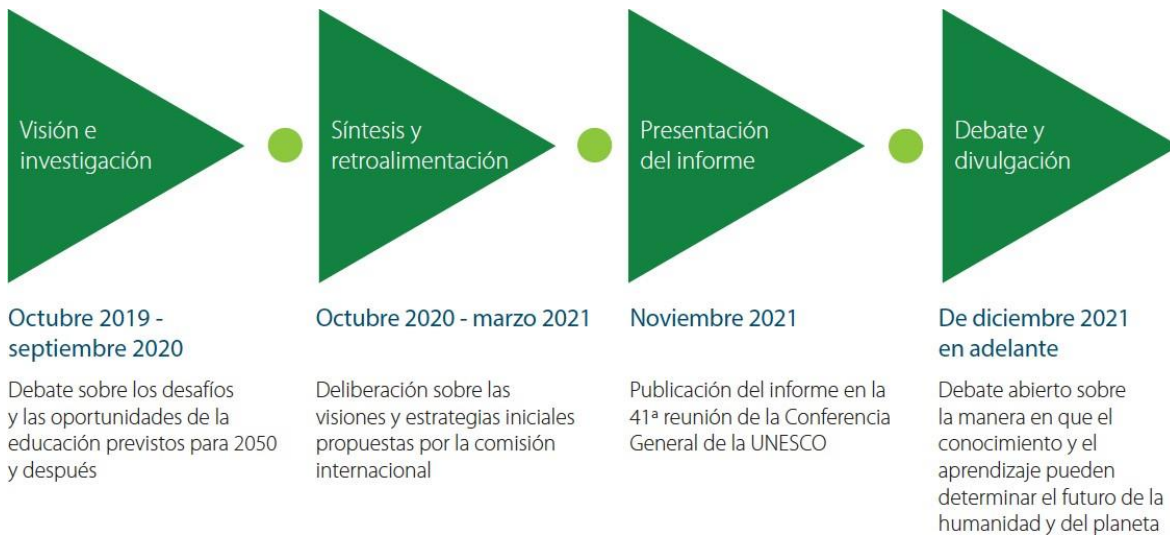 Visión e
investigación
Síntesis y
retroalimentación
Presentación
del informe
Debate y
divulgación
Octubre 2019 -
septiembre 2020
Debate sobre los desafíos
y las oportunidades de la
educación previstos para 2050
y después
Octubre 2020 - marzo 2021
Deliberación sobre las
visiones y estrategias iniciales
propuestas por la comisión
internacional
Noviembre 2021
Publicación del informe en la
41ª reunión de la Conferencia
General de la UNESCO
De diciembre 2021
en adelante
Debate abierto sobre
la manera en que el
conocimiento y el
aprendizaje pueden
determinar el futuro de la
humanidad y del planeta